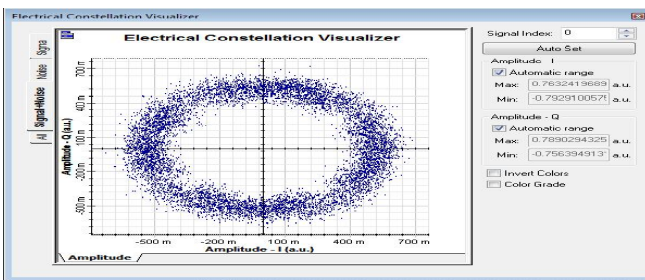 Electrical Constellation Visualizer
Signal Index: 0
Auto Set
Amplitude - I
Automatic range
Max: 0.7632419689 a.u.
Min: -0.792910057 a.u.
Amplitude - Q
Automatic range
Max: 0.7890294325 a.u.
Min: -0.756394913 a.u.
Invert Colors
Color Grade
Signal
Noise
Signal+Noise
All
Electrical Constellation Visualizer
Amplitude - Q (a.u.)
700 m
400 m
100 m
-200 m
-500 m
-500 m
-200 m
100 m
400 m
700 m
Amplitude - I (a.u.)
Amplitude